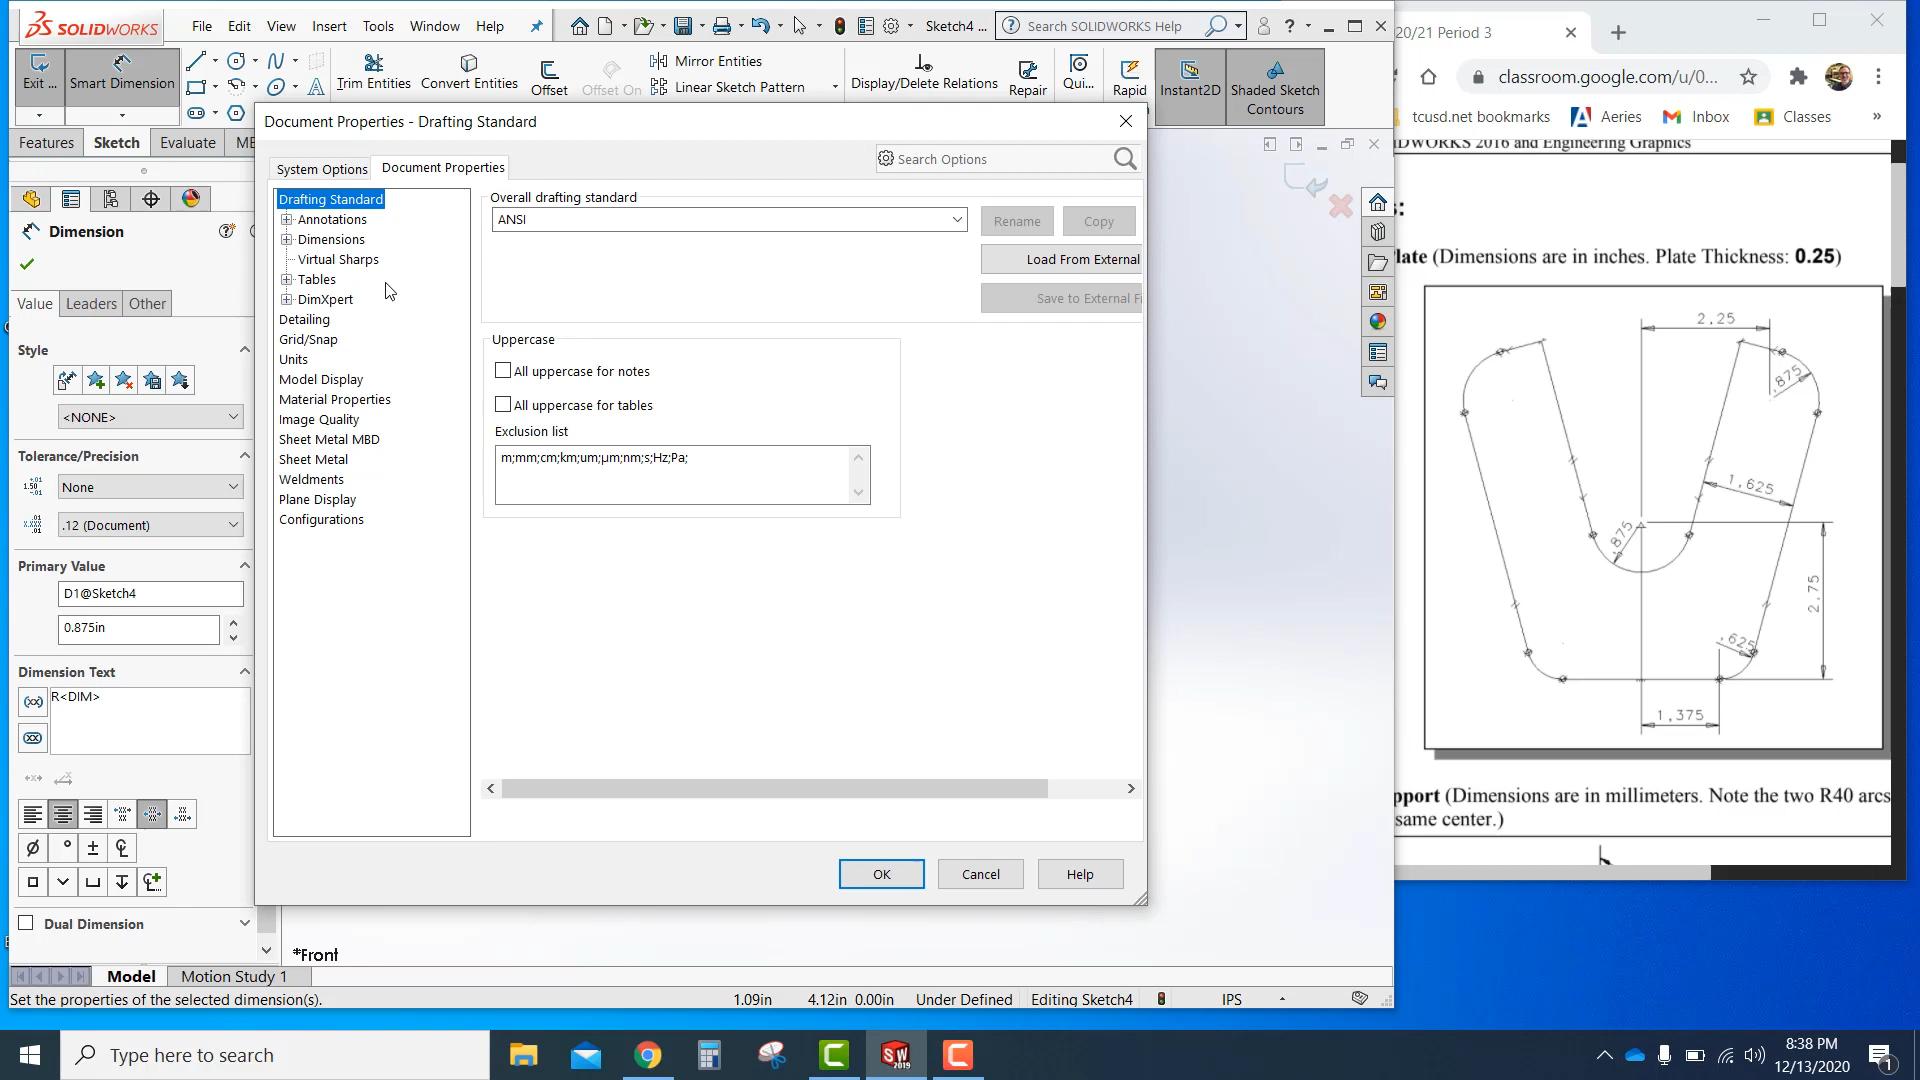 SOLIDWORKS
File
Edit
View
Insert
Tools
Window
Help
Sketch4 ...
Search SOLIDWORKS Help
?
Exit ...
Smart Dimension
Trim Entities
Convert Entities
Offset
Offset On
Mirror Entities
Linear Sketch Pattern
Display/Delete Relations
Repair
Qui...
Rapid
Instant2D
Shaded Sketch
Contours
Features
Sketch
Evaluate
Dimension
Value
Leaders
Other
Style
<NONE>
Tolerance/Precision
None
.12 (Document)
Primary Value
D1@Sketch4
0.875in
Dimension Text
R<DIM>
Dual Dimension
Document Properties - Drafting Standard
System Options
Document Properties
Search Options
Drafting Standard
Annotations
Dimensions
Virtual Sharps
Tables
DimXpert
Detailing
Grid/Snap
Units
Model Display
Material Properties
Image Quality
Sheet Metal MBD
Sheet Metal
Weldments
Plane Display
Configurations
Overall drafting standard
ANSI
Rename
Copy
Load From External
Save to External Fi
Uppercase
All uppercase for notes
All uppercase for tables
Exclusion list
m;mm;cm;km;um;µm;nm;s;Hz;Pa;
OK
Cancel
Help
*Front
Model
Motion Study 1
Set the properties of the selected dimension(s).
1.09in
4.12in
0.00in
Under Defined
Editing Sketch4
IPS
20/21 Period 3
classroom.google.com/u/0...
tcusd.net bookmarks
Aeries
Inbox
Classes
»
IDWORKS 2016 and Engineering Graphics
s:
late (Dimensions are in inches. Plate Thickness: 0.25)
2.25
.875
1.625
.875
2.75
.625
1.375
pport (Dimensions are in millimeters. Note the two R40 arcs
same center.)
Type here to search
SW
2019
8:38 PM
12/13/2020
1